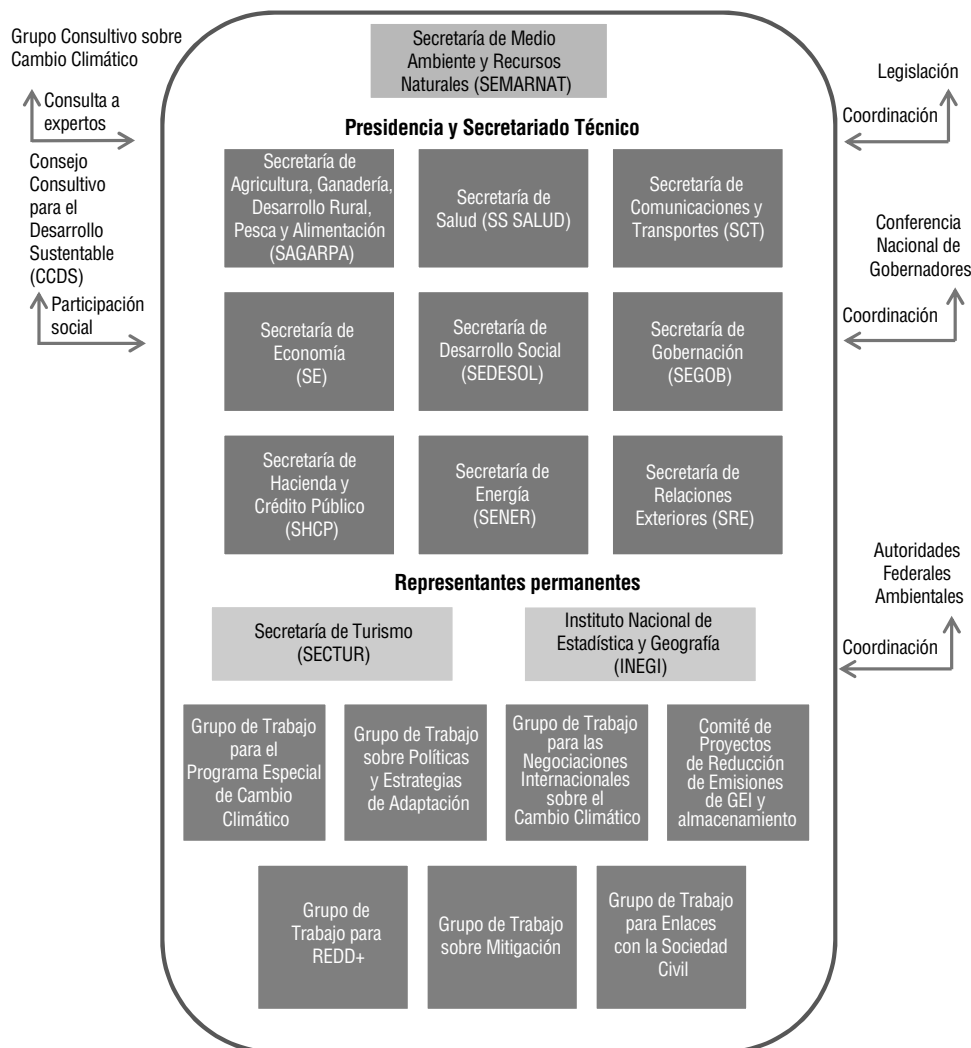 Grupo Consultivo sobre
Cambio Climático
Consulta a
expertos
Consejo
Consultivo
para el
Desarrollo
Sustentable
(CCDS)
Participación
social
Secretaría de Medio
Ambiente y Recursos
Naturales (SEMARNAT)
Presidencia y Secretariado Técnico
Secretaría de
Agricultura, Ganadería,
Desarrollo Rural,
Pesca y Alimentación
(SAGARPA)
Secretaría de
Salud (SS SALUD)
Secretaría de
Comunicaciones y
Transportes (SCT)
Secretaría de
Economía
(SE)
Secretaría de
Desarrollo Social
(SEDESOL)
Secretaría de
Gobernación
(SEGOB)
Secretaría de
Hacienda y
Crédito Público
(SHCP)
Secretaría de
Energía
(SENER)
Secretaría de
Relaciones
Exteriores (SRE)
Representantes permanentes
Secretaría de Turismo
(SECTUR)
Instituto Nacional de
Estadística y Geografía
(INEGI)
Grupo de Trabajo
para el
Programa Especial
de Cambio
Climático
Grupo de Trabajo
sobre Políticas
y Estrategias
de Adaptación
Grupo de Trabajo
para las
Negociaciones
Internacionales
sobre el
Cambio Climático
Comité de
Proyectos
de Reducción
de Emisiones
de GEI y
almacenamiento
Grupo de
Trabajo para
REDD+
Grupo de Trabajo
sobre Mitigación
Grupo de Trabajo
para Enlaces
con la Sociedad
Civil
Legislación
Coordinación
Conferencia
Nacional de
Gobernadores
Coordinación
Autoridades
Federales
Ambientales
Coordinación